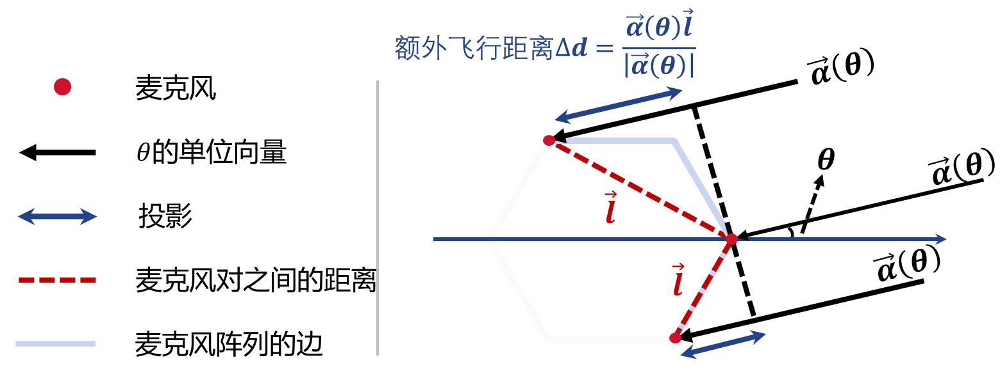 额外飞行距离Δd = α⃗(θ)l⃗ / |α⃗(θ)|
麦克风
θ的单位向量
投影
麦克风对之间的距离
麦克风阵列的边
α⃗(θ)
α⃗(θ)
θ
l⃗
α⃗(θ)
l⃗